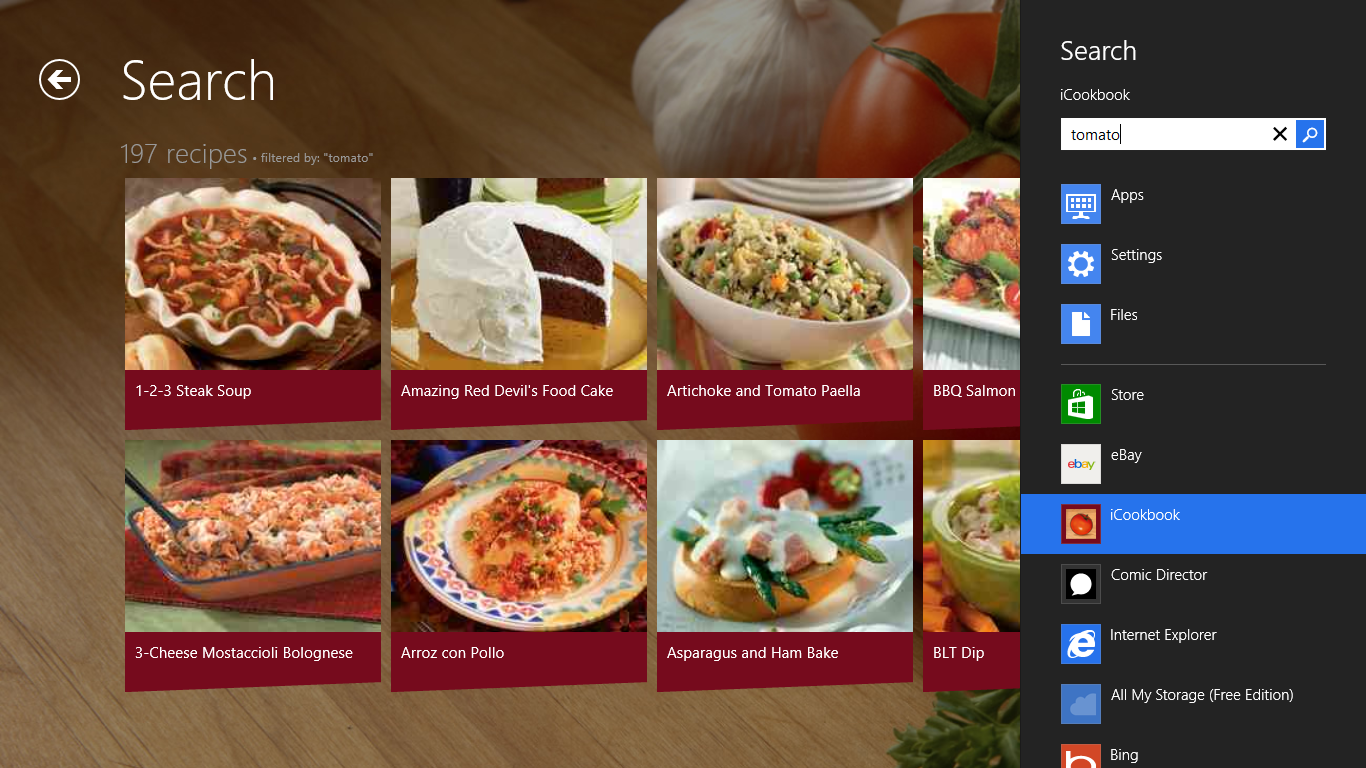 Search
197 recipes • filtered by: "tomato"
1-2-3 Steak Soup
Amazing Red Devil's Food Cake
Artichoke and Tomato Paella
BBQ Salmon
3-Cheese Mostaccioli Bolognese
Arroz con Pollo
Asparagus and Ham Bake
BLT Dip
Search
iCookbook
tomato
Apps
Settings
Files
Store
ebay
eBay
iCookbook
Comic Director
Internet Explorer
All My Storage (Free Edition)
Bing